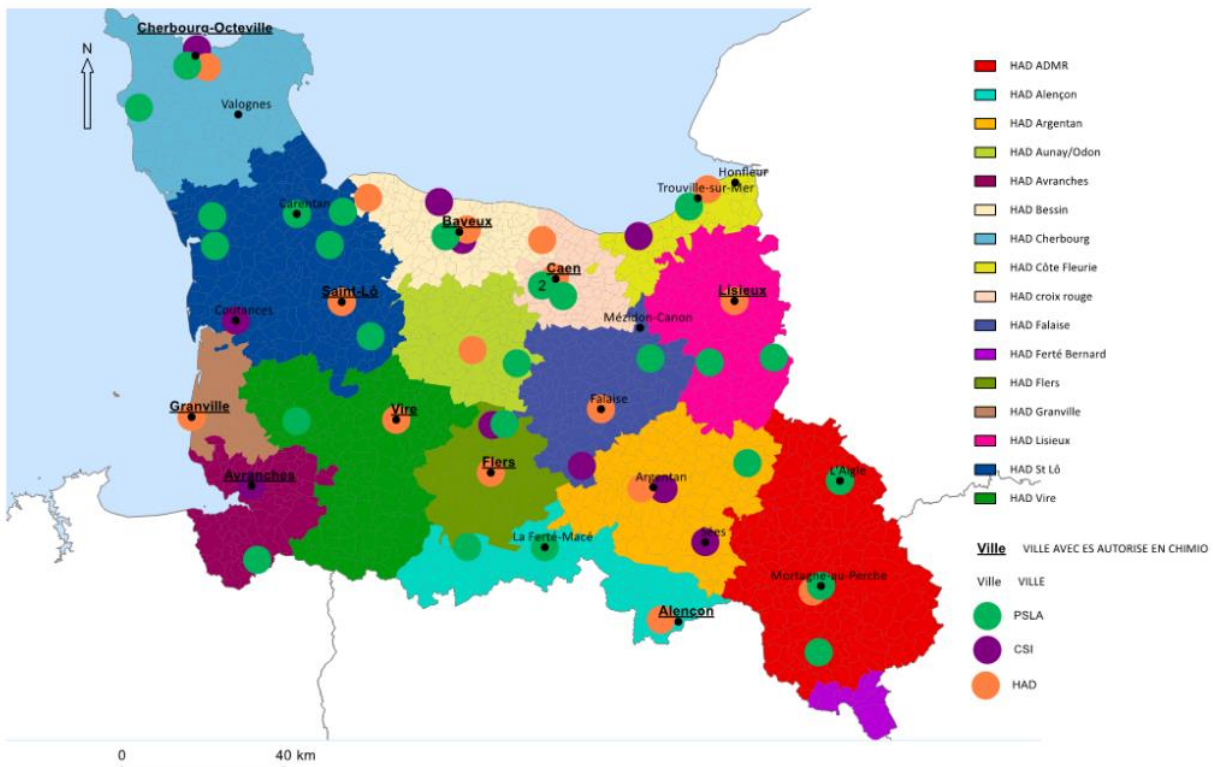 Cherbourg-Octeville
N
Valognes
Honfleur
Trouville-sur-Mer
Carentan
Bayeux
Caen
2
Saint-Lô
Lisieux
Coutances
Mézidon-Canon
Granville
Vire
Falaise
Flers
Avranches
Argentan
L'Aigle
La Ferté-Macé
Sées
Mortagne-au-Perche
Alençon
0 40 km
HAD ADMR
HAD Alençon
HAD Argentan
HAD Aunay/Odon
HAD Avranches
HAD Bessin
HAD Cherbourg
HAD Côte Fleurie
HAD croix rouge
HAD Falaise
HAD Ferté Bernard
HAD Flers
HAD Granville
HAD Lisieux
HAD St Lô
HAD Vire
Ville VILLE AVEC ES AUTORISE EN CHIMIO
Ville VILLE
PSLA
CSI
HAD